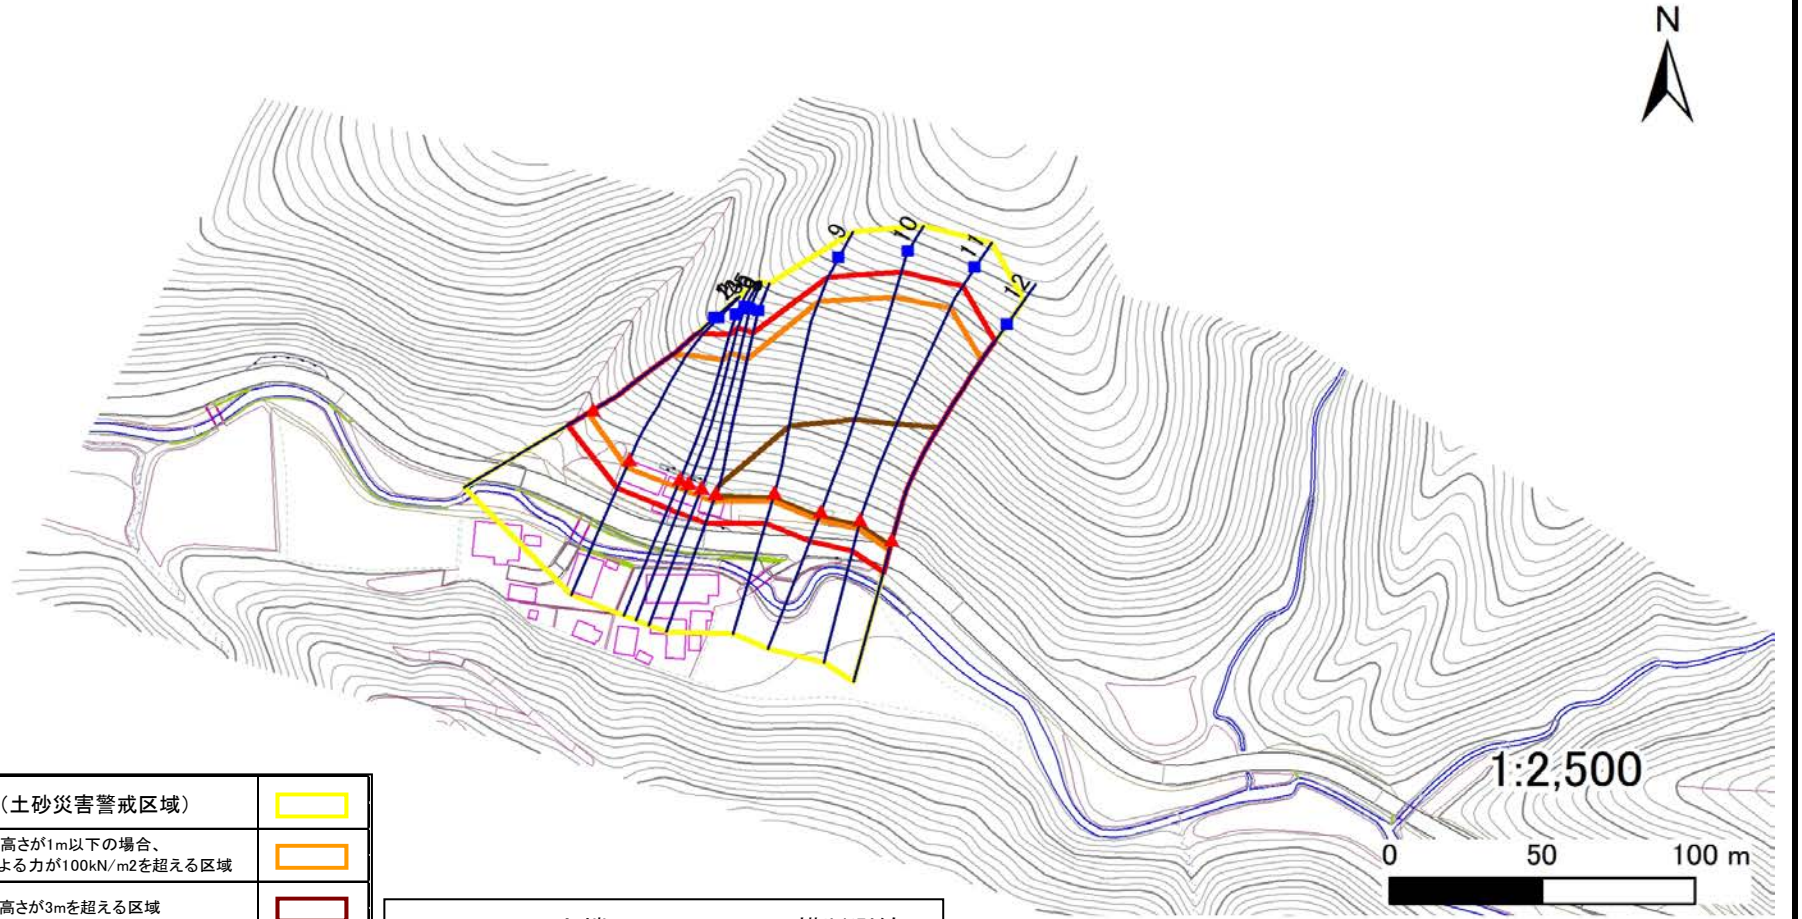 N
9
10
11
12
1:2,500
0 50 100 m
(土砂災害警戒区域)
高さが1m以下の場合、
よる力が100kN/m2を超える区域
高さが3mを超える区域